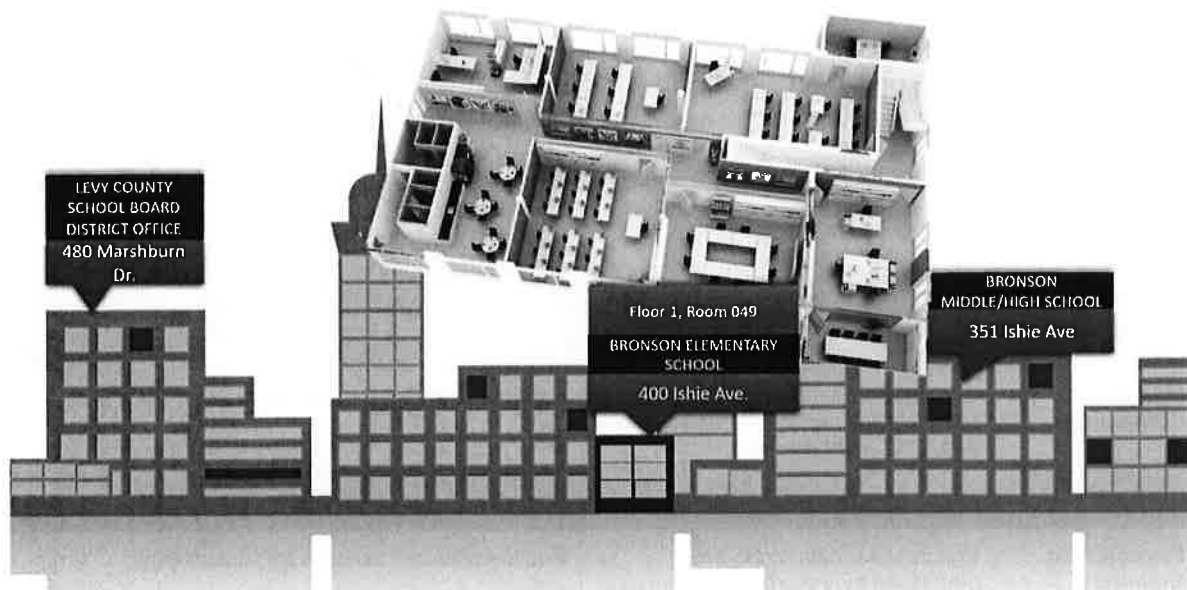 LEVY COUNTY
SCHOOL BOARD
DISTRICT OFFICE
480 Marshburn
Dr.
Floor 1, Room 049
BRONSON ELEMENTARY
SCHOOL
400 Ishie Ave.
BRONSON
MIDDLE/HIGH SCHOOL
351 Ishie Ave